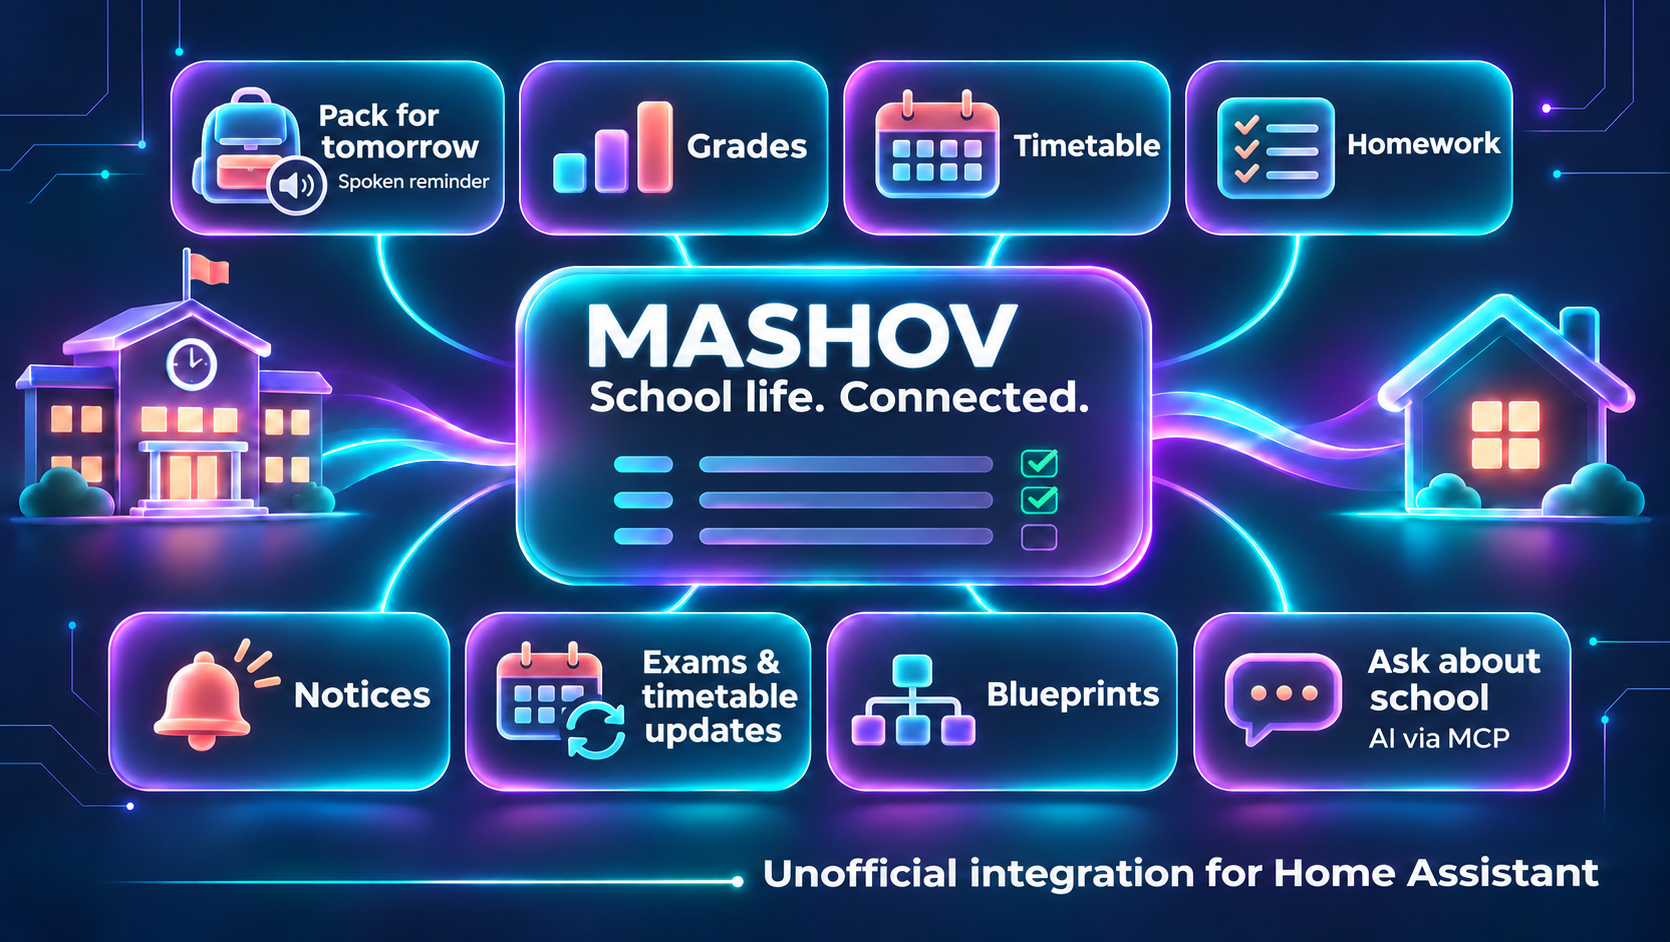 Pack for
tomorrow
Spoken reminder
Grades
Timetable
Homework
MASHOV
School life. Connected.
Notices
Exams &
timetable
updates
Blueprints
Ask about
school
AI via MCP
Unofficial integration for Home Assistant